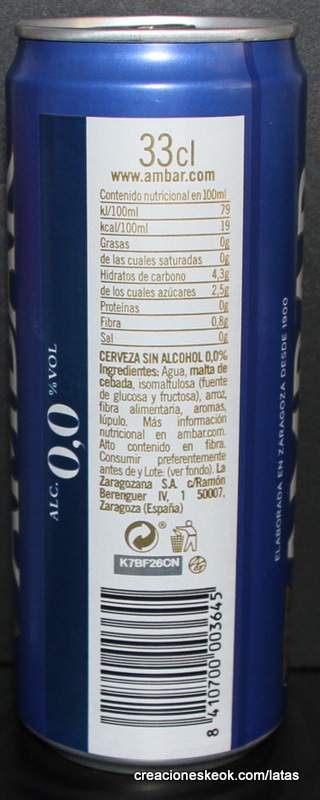 33cl
www.ambar.com
Contenido nutricional en 100ml
kJ/100ml 79
kcal/100ml 19
Grasas 0g
de las cuales saturadas 0g
Hidratos de carbono 4,3g
de los cuales azúcares 2,5g
Proteínas 0g
Fibra 0,8g
Sal 0g
CERVEZA SIN ALCOHOL 0,0%
Ingredientes: Agua, malta de
cebada, isomaltulosa (fuente
de glucosa y fructosa), arroz,
fibra alimentaria, aromas,
lúpulo. Más información
nutricional en ambar.com.
Alto contenido en fibra.
Consumir preferentemente
antes de y Lote: (ver fondo). La
Zaragozana S.A. c/Ramón
Berenguer IV, 1 50007.
Zaragoza (España)
K7BF26CN
8 410700 003645
ALC. 0,0 % VOL
ELABORADA EN ZARAGOZA DESDE 1900
creacioneskeok.com/latas